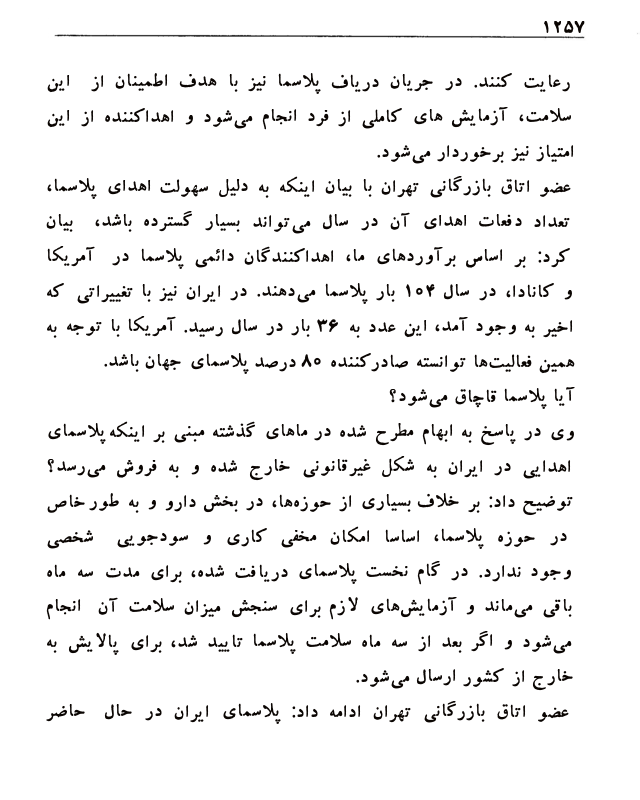 ۱۲۵۷
رعایت کنند. در جریان دریاف پلاسما نیز با هدف اطمینان از این
سلامت، آزمایش های کاملی از فرد انجام می‌شود و اهداکننده از این
امتیاز نیز برخوردار می‌شود.
عضو اتاق بازرگانی تهران با بیان اینکه به دلیل سهولت اهدای پلاسما،
تعداد دفعات اهدای آن در سال می‌تواند بسیار گسترده باشد، بیان
کرد: بر اساس برآوردهای ما، اهداکنندگان دائمی پلاسما در آمریکا
و کانادا، در سال ۱۰۴ بار پلاسما می‌دهند. در ایران نیز با تغییراتی که
اخیر به وجود آمد، این عدد به ۳۶ بار در سال رسید. آمریکا با توجه به
همین فعالیت‌ها توانسته صادرکننده ۸۰ درصد پلاسمای جهان باشد.
آیا پلاسما قاچاق می‌شود؟
وی در پاسخ به ابهام مطرح شده در ماهای گذشته مبنی بر اینکه پلاسمای
اهدایی در ایران به شکل غیرقانونی خارج شده و به فروش می‌رسد؟
توضیح داد: بر خلاف بسیاری از حوزه‌ها، در بخش دارو و به طور خاص
در حوزه پلاسما، اساسا امکان مخفی کاری و سودجویی شخصی
وجود ندارد. در گام نخست پلاسمای دریافت شده، برای مدت سه ماه
باقی می‌ماند و آزمایش‌های لازم برای سنجش میزان سلامت آن انجام
می‌شود و اگر بعد از سه ماه سلامت پلاسما تایید شد، برای پالایش به
خارج از کشور ارسال می‌شود.
عضو اتاق بازرگانی تهران ادامه داد: پلاسمای ایران در حال حاضر